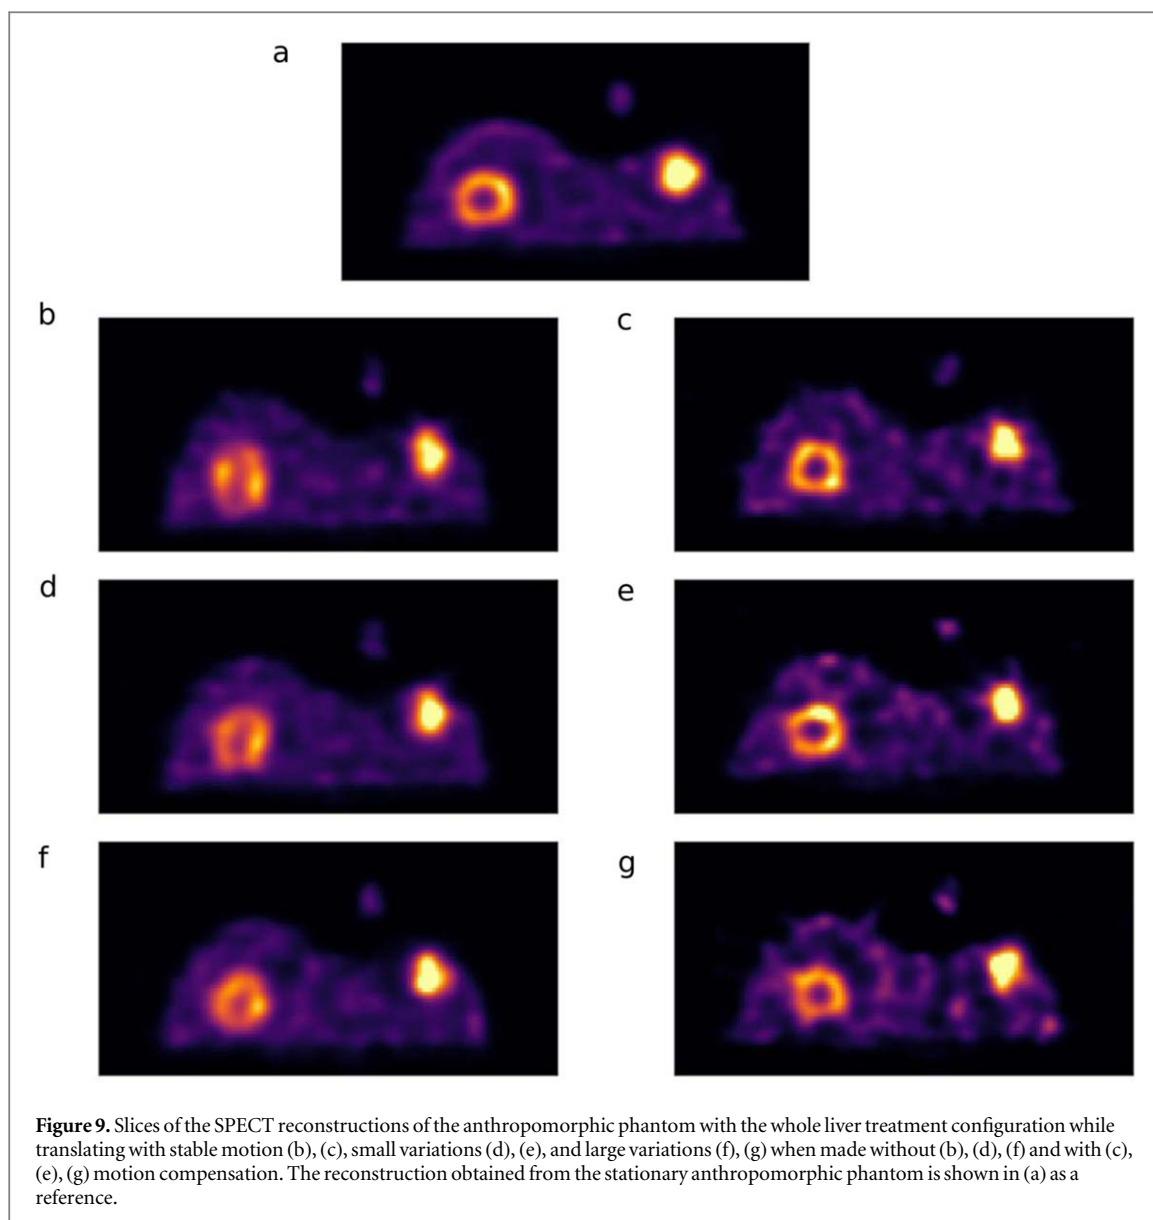 a
b
c
d
e
f
g
Figure 9. Slices of the SPECT reconstructions of the anthropomorphic phantom with the whole liver treatment configuration while
translating with stable motion (b), (c), small variations (d), (e), and large variations (f), (g) when made without (b), (d), (f) and with (c),
(e), (g) motion compensation. The reconstruction obtained from the stationary anthropomorphic phantom is shown in (a) as a
reference.